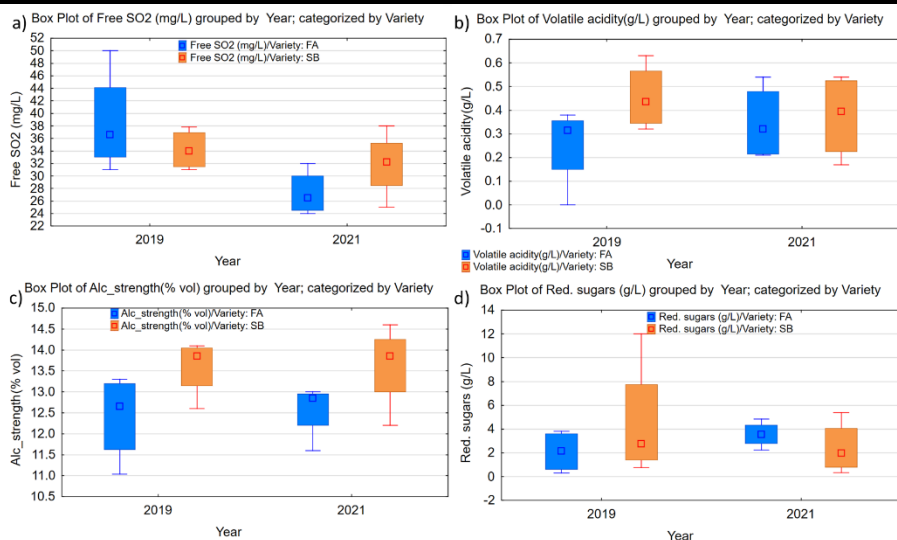 Box Plot of Free SO2 (mg/L) grouped by Year; categorized by Variety
a)
Free SO2 (mg/L)/Variety: FA
Free SO2 (mg/L)/Variety: SB
52
50
48
46
44
42
40
38
36
34
32
30
28
26
24
22
Free SO2 (mg/L)
2019
2021
Year
Box Plot of Volatile acidity(g/L) grouped by Year; categorized by Variety
b)
0.7
0.6
0.5
0.4
0.3
0.2
0.1
0.0
-0.1
Volatile acidity(g/L)
2019
2021
Year
Volatile acidity(g/L)/Variety: FA
Volatile acidity(g/L)/Variety: SB
Box Plot of Alc_strength(% vol) grouped by Year; categorized by Variety
c)
Alc_strength(% vol)/Variety: FA
Alc_strength(% vol)/Variety: SB
15.0
14.5
14.0
13.5
13.0
12.5
12.0
11.5
11.0
10.5
Alc_strength(% vol)
2019
2021
Year
Box Plot of Red. sugars (g/L) grouped by Year; categorized by Variety
d)
Red. sugars (g/L)/Variety: FA
Red. sugars (g/L)/Variety: SB
14
12
10
8
6
4
2
0
-2
Red. sugars (g/L)
2019
2021
Year